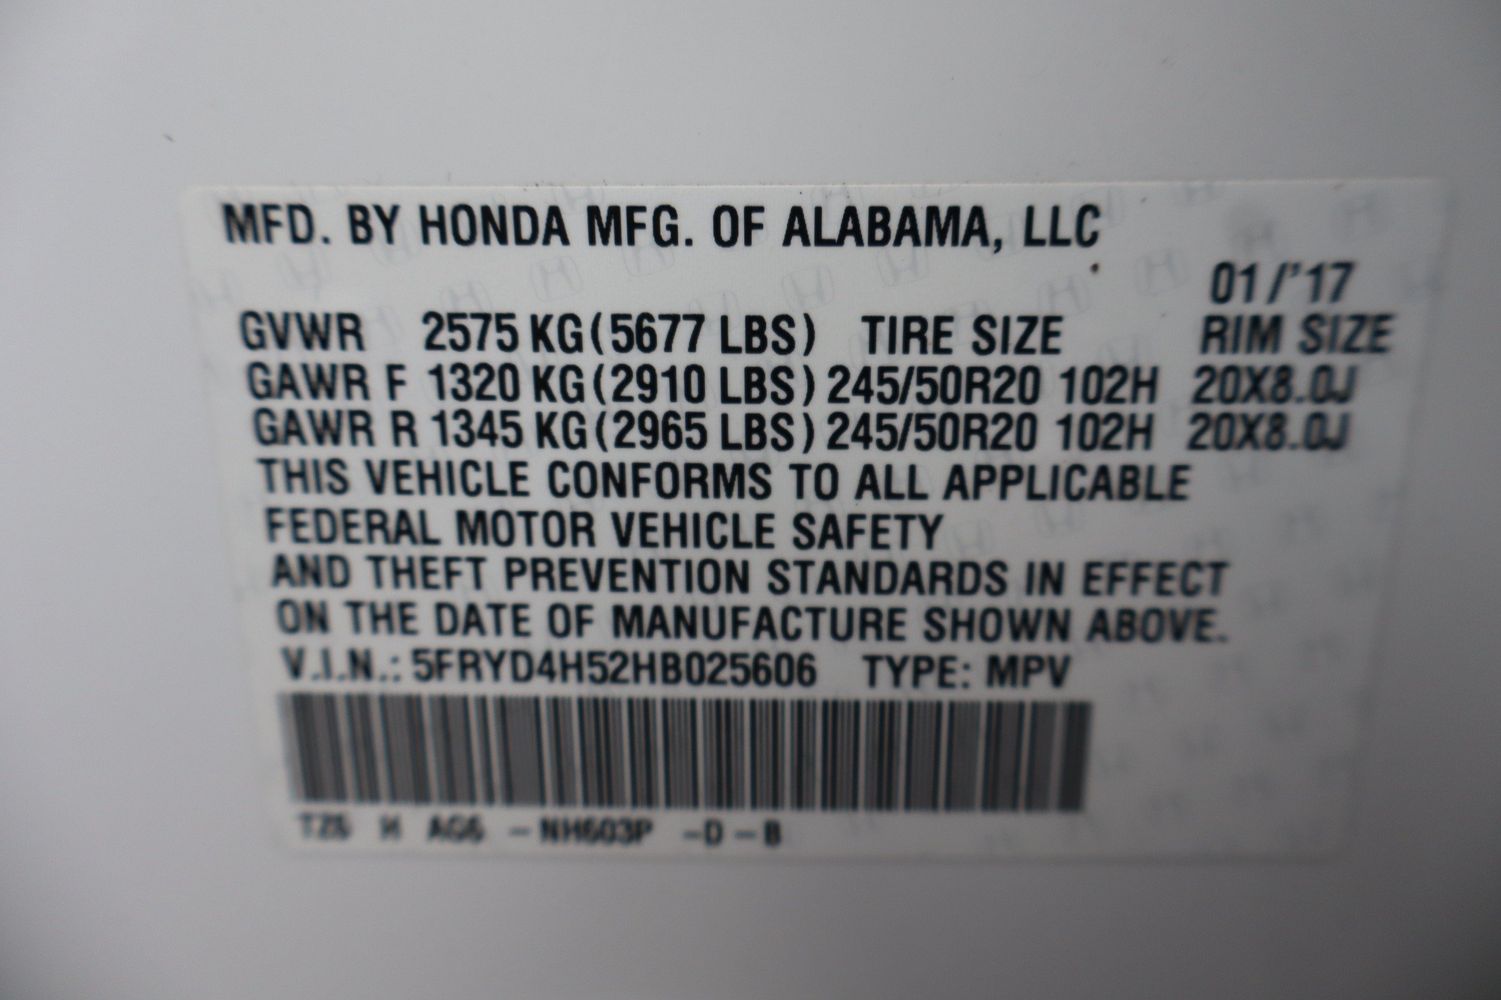 MFD. BY HONDA MFG. OF ALABAMA, LLC
01/'17
GVWR 2575 KG (5677 LBS) TIRE SIZE RIM SIZE
GAWR F 1320 KG (2910 LBS) 245/50R20 102H 20X8.0J
GAWR R 1345 KG (2965 LBS) 245/50R20 102H 20X8.0J
THIS VEHICLE CONFORMS TO ALL APPLICABLE
FEDERAL MOTOR VEHICLE SAFETY
AND THEFT PREVENTION STANDARDS IN EFFECT
ON THE DATE OF MANUFACTURE SHOWN ABOVE.
V.I.N.: 5FRYD4H52HB025606 TYPE: MPV
AG6 - NH603P - D - B